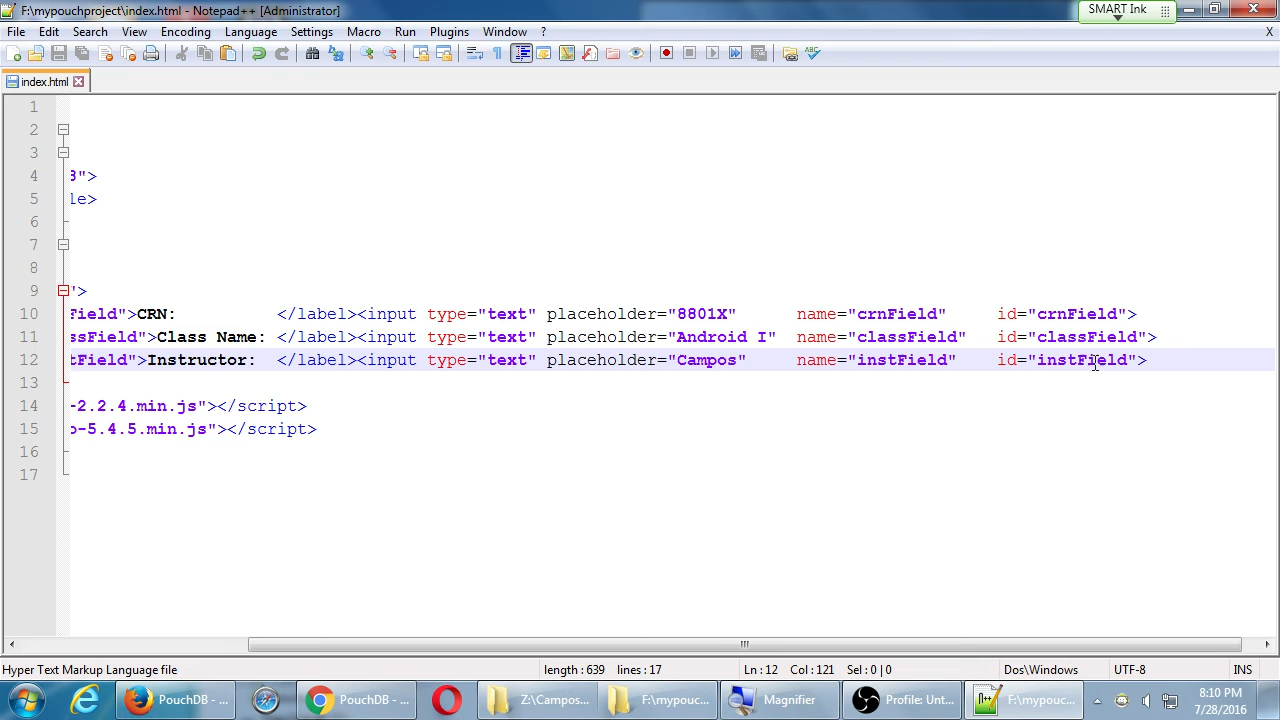 F:\mypouchproject\index.html - Notepad++ [Administrator]
SMART Ink
File Edit Search View Encoding Language Settings Macro Run Plugins Window ? X
index.html
1
2
3
4 3">
5 le>
6
7
8
9 ">
10 Field">CRN: </label><input type="text" placeholder="8801X" name="crnField" id="crnField">
11 ssField">Class Name: </label><input type="text" placeholder="Android I" name="classField" id="classField">
12 tField">Instructor: </label><input type="text" placeholder="Campos" name="instField" id="instField">
13
14 -2.2.4.min.js"></script>
15 o-5.4.5.min.js"></script>
16
17
Hyper Text Markup Language file length : 639 lines : 17 Ln : 12 Col : 121 Sel : 0 | 0 Dos\Windows UTF-8 INS
PouchDB - ... PouchDB - ... Z:\Campos... F:\mypouc... Magnifier Profile: Unt... F:\mypouc... 8:10 PM
7/28/2016